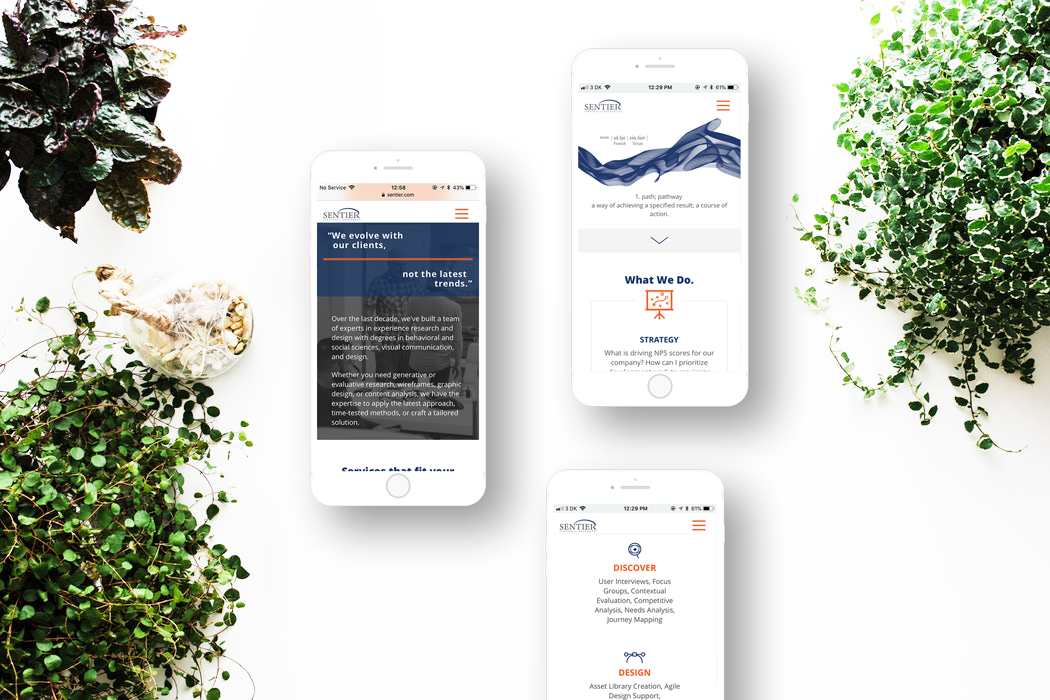 No Service 12:58 43%
sentier.com
SENTIER
“We evolve with
our clients,
not the latest
trends.”
Over the last decade, we've built a team
of experts in experience research and
design with degrees in behavioral and
social sciences, visual communication,
and design.
Whether you need generative or
evaluative research, wireframes, graphic
design, or content analysis, we have the
expertise to apply the latest approach,
time-tested methods, or craft a tailored
solution.
Services that fit your
3 DK 12:29 PM 61%
SENTIER
French Texan
1. path; pathway
a way of achieving a specified result; a course of
action.
What We Do.
STRATEGY
What is driving NPS scores for our
company? How can I prioritize
3 DK 12:29 PM 61%
SENTIER
DISCOVER
User Interviews, Focus
Groups, Contextual
Evaluation, Competitive
Analysis, Needs Analysis,
Journey Mapping
DESIGN
Asset Library Creation, Agile
Design Support,